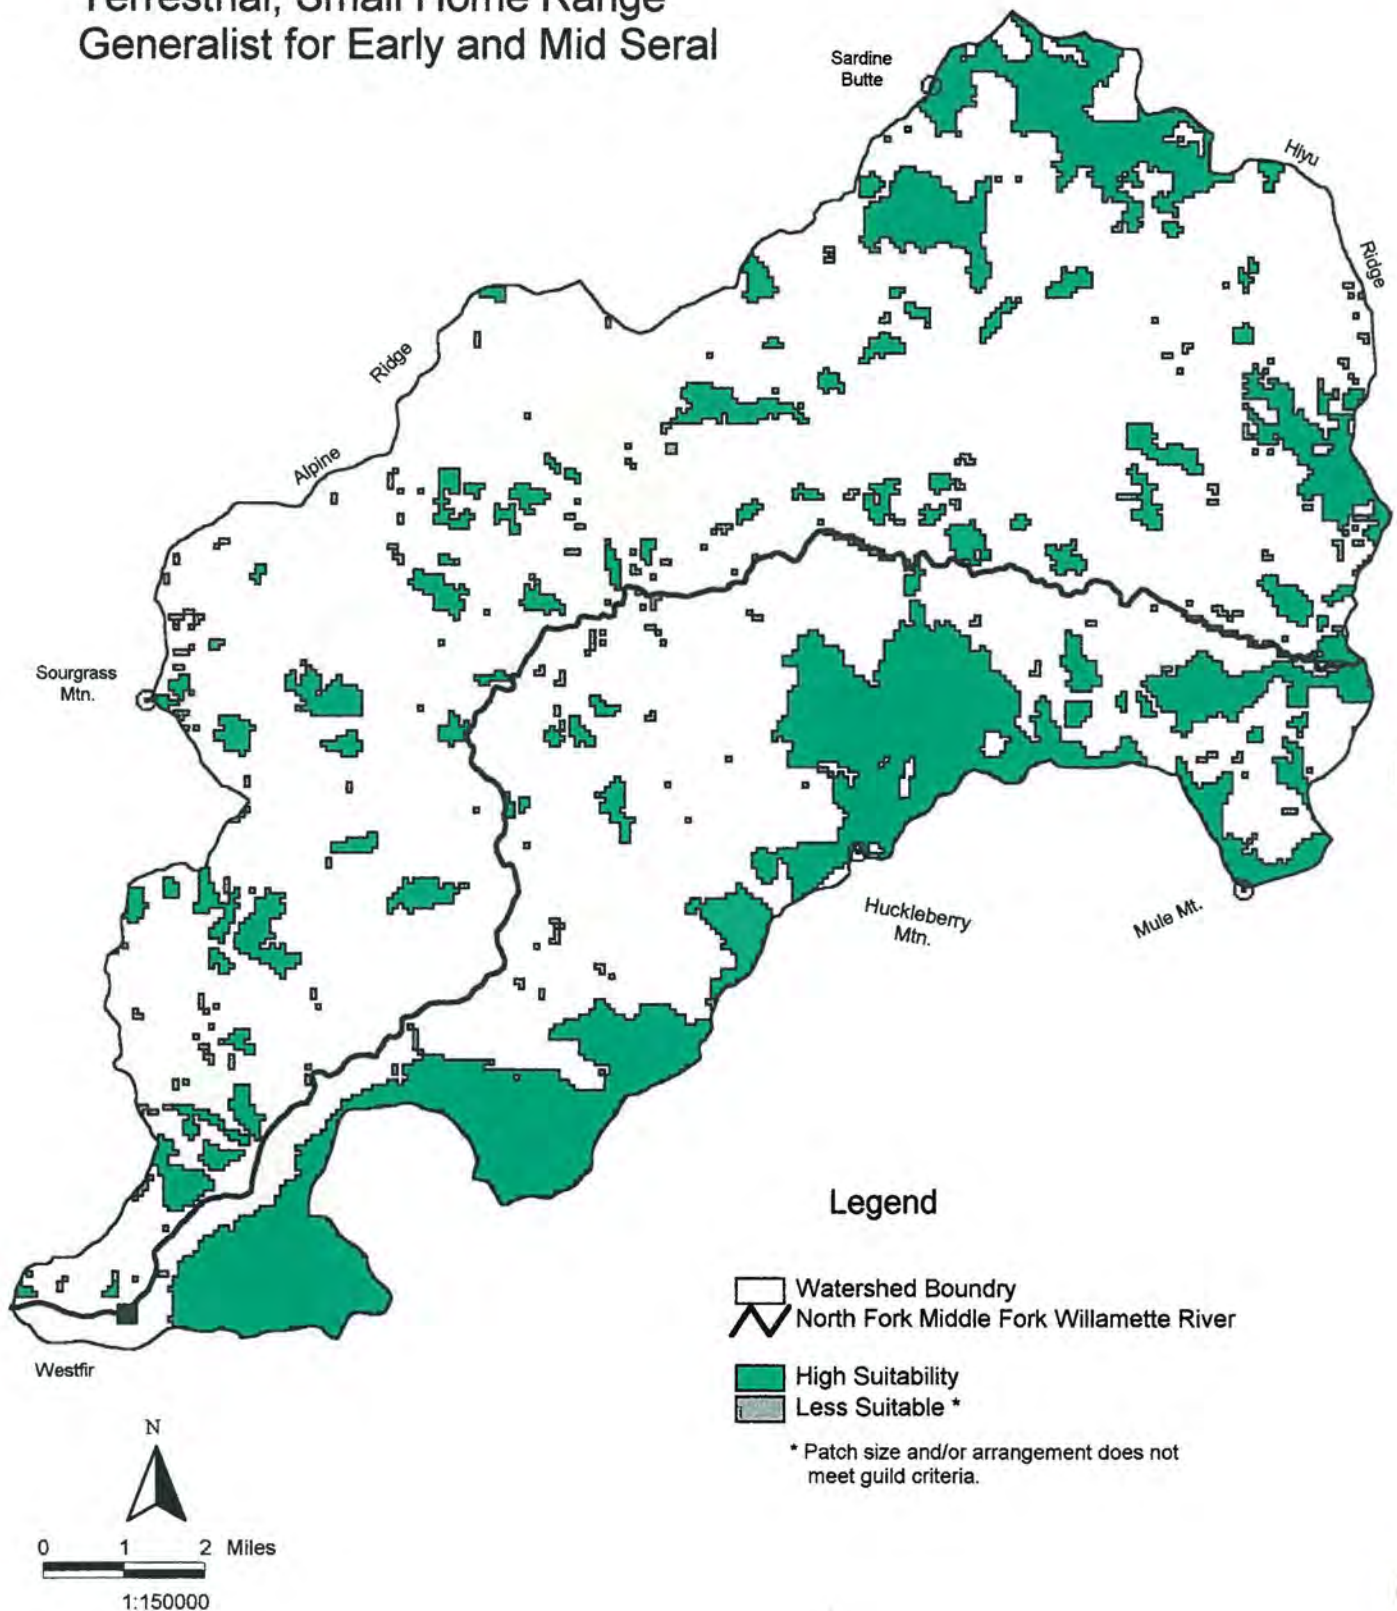 Terrestrial, Small Home Range
Generalist for Early and Mid Seral
Sardine
Butte
Hiyu
Ridge
Ridge
Alpine
Sourgrass
Mtn.
Huckleberry
Mtn.
Mule Mt.
Westfir
Legend
Watershed Boundry
North Fork Middle Fork Willamette River
High Suitability
Less Suitable *
* Patch size and/or arrangement does not
meet guild criteria.
N
0 1 2 Miles
1:150000